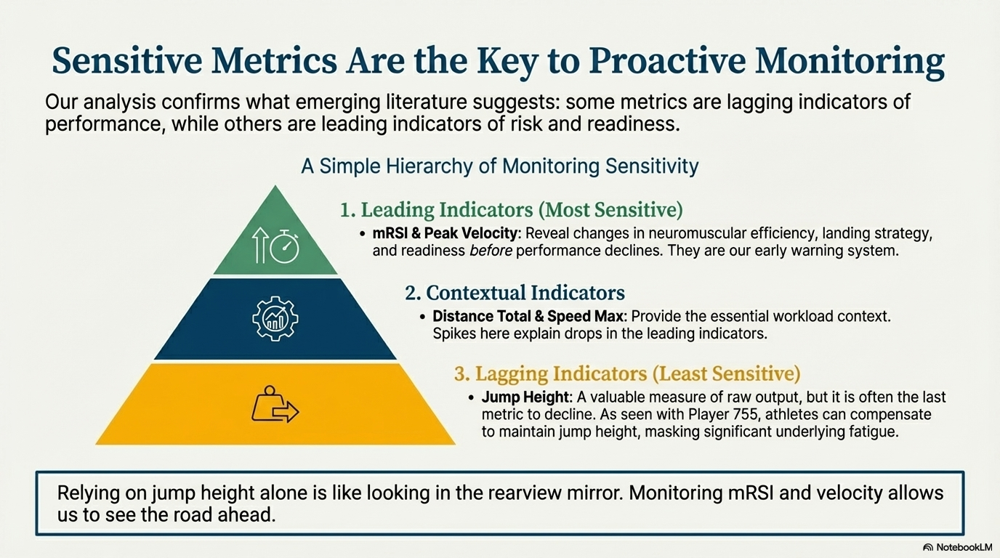 Sensitive Metrics Are the Key to Proactive Monitoring
Our analysis confirms what emerging literature suggests: some metrics are lagging indicators of
performance, while others are leading indicators of risk and readiness.
A Simple Hierarchy of Monitoring Sensitivity
1. Leading Indicators (Most Sensitive)
• mRSI & Peak Velocity: Reveal changes in neuromuscular efficiency, landing strategy,
and readiness before performance declines. They are our early warning system.
2. Contextual Indicators
• Distance Total & Speed Max: Provide the essential workload context.
Spikes here explain drops in the leading indicators.
3. Lagging Indicators (Least Sensitive)
• Jump Height: A valuable measure of raw output, but it is often the last
metric to decline. As seen with Player 755, athletes can compensate
to maintain jump height, masking significant underlying fatigue.
Relying on jump height alone is like looking in the rearview mirror. Monitoring mRSI and velocity allows
us to see the road ahead.
NotebookLM